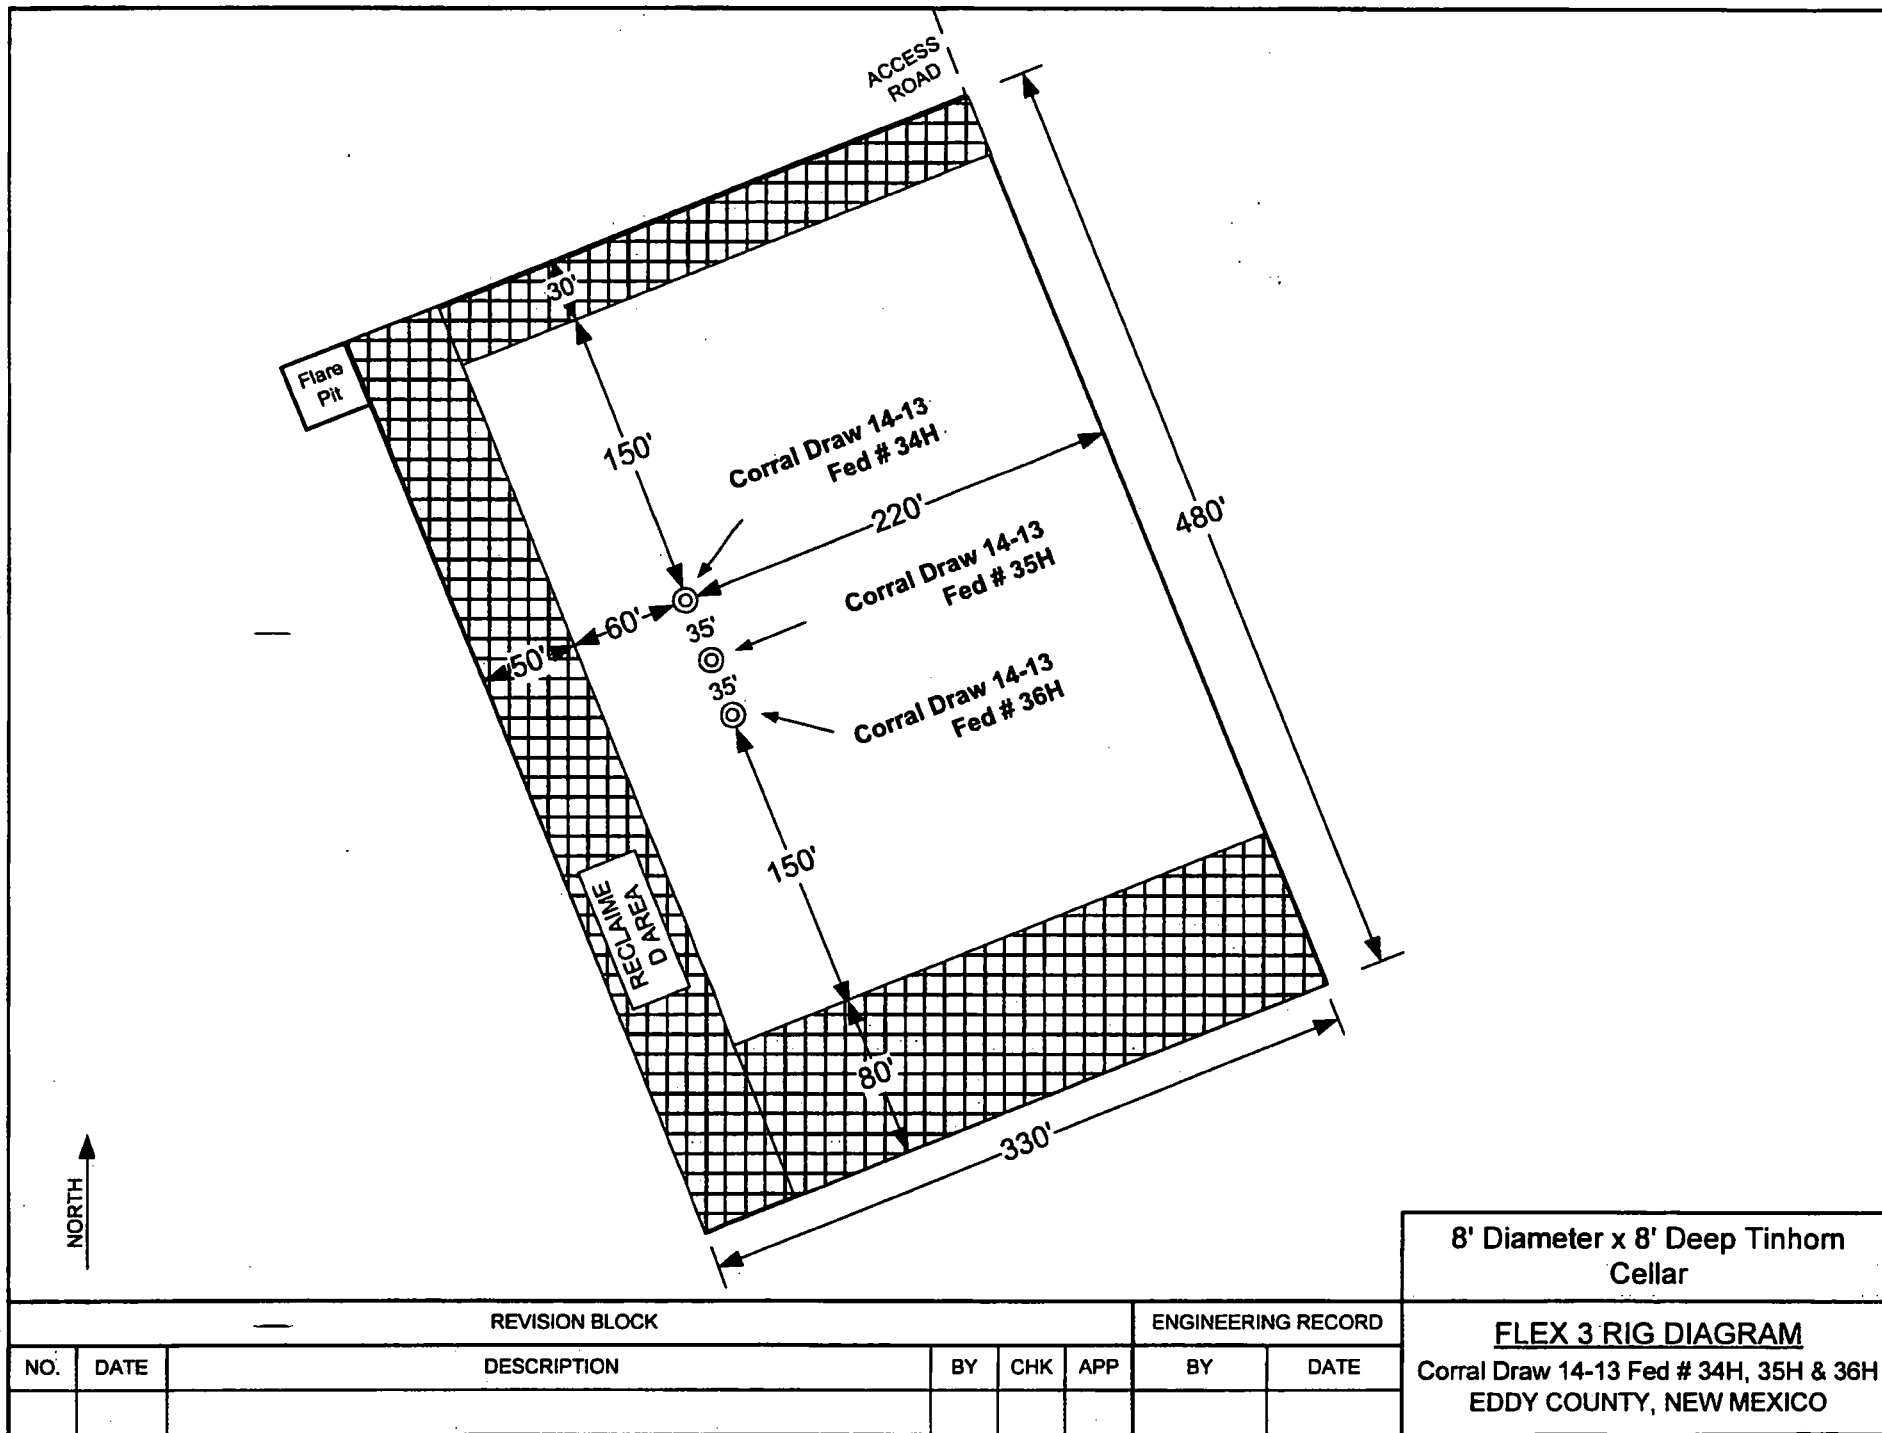 ACCESS
ROAD
30'
Flare
Pit
150'
Corral Draw 14-13
Fed # 34H
220'
480'
Corral Draw 14-13
Fed # 35H
60'
35'
50'
35'
Corral Draw 14-13
Fed # 36H
150'
RECLAIME
D AREA
80'
330'
NORTH
8' Diameter x 8' Deep Tinhorn
Cellar
REVISION BLOCK
ENGINEERING RECORD
FLEX 3 RIG DIAGRAM
NO. DATE DESCRIPTION BY CHK APP BY DATE
Corral Draw 14-13 Fed # 34H, 35H & 36H
EDDY COUNTY, NEW MEXICO